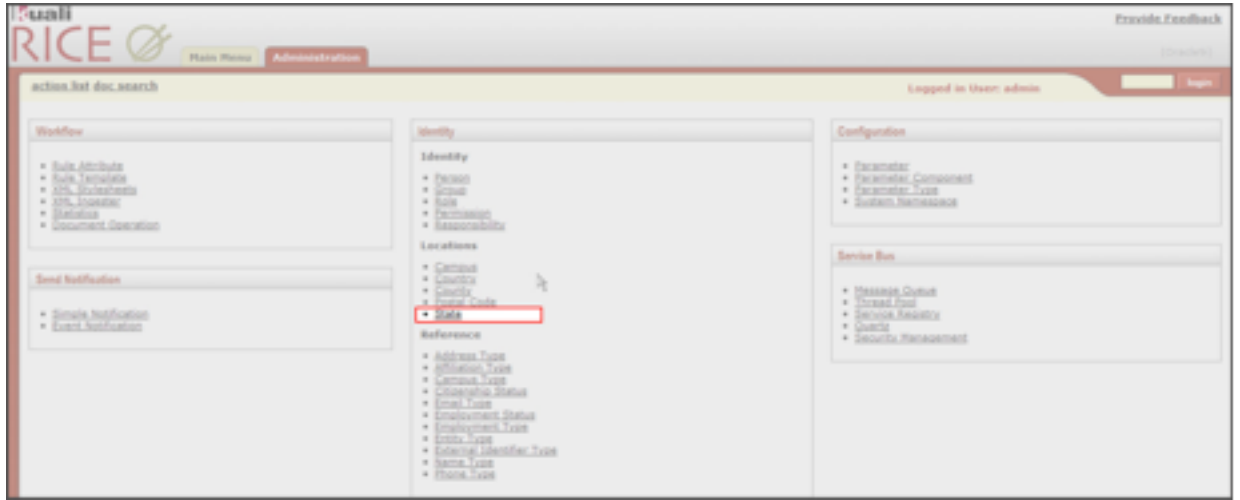 Kuali
RICE
Main Menu
Administration
Provide Feedback
action list doc search
Logged in User: admin
login
Workflow
Rule Attribute
Rule Template
XML Stylesheets
XML Ingester
Statistics
Document Operation
Send Notification
Simple Notification
Event Notification
Identity
Identity
Person
Group
Role
Permission
Responsibility
Locations
Campus
Country
County
Postal Code
State
Reference
Address Type
Affiliation Type
Campus Type
Citizenship Status
Email Type
Employment Status
Employment Type
Entity Type
External Identifier Type
Name Type
Phone Type
Configuration
Parameter
Parameter Component
Parameter Type
System Namespace
Service Bus
Message Queue
Thread Pool
Service Registry
Quartz
Security Management